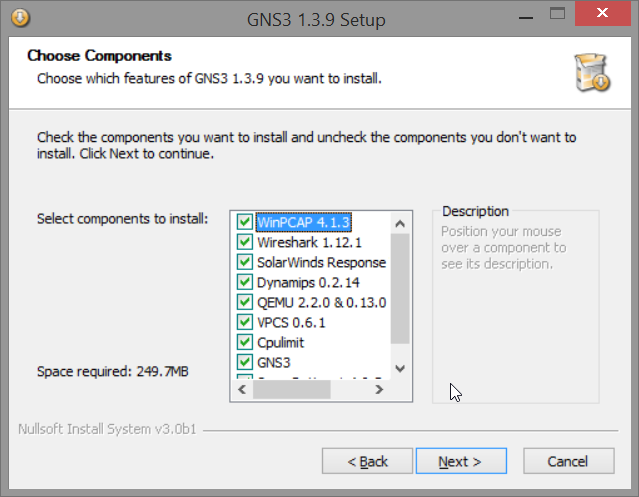 GNS3 1.3.9 Setup
Choose Components
Choose which features of GNS3 1.3.9 you want to install.
Check the components you want to install and uncheck the components you don't want to
install. Click Next to continue.
Select components to install:
WinPCAP 4.1.3
Wireshark 1.12.1
SolarWinds Response
Dynamips 0.2.14
QEMU 2.2.0 & 0.13.0
VPCS 0.6.1
Cpulimit
GNS3
Description
Position your mouse
over a component to
see its description.
Space required: 249.7MB
Nullsoft Install System v3.0b1
< Back
Next >
Cancel